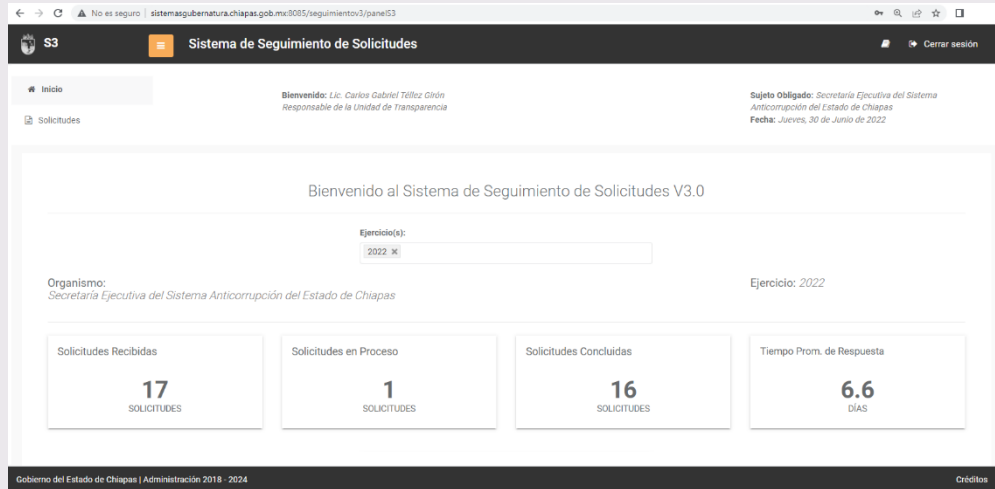 No es seguro | sistemasgubernatura.chiapas.gob.mx:8085/seguimientov3/panelS3
S3
Sistema de Seguimiento de Solicitudes
Cerrar sesión
Inicio
Solicitudes
Bienvenido: Lic. Carlos Gabriel Téllez Girón
Responsable de la Unidad de Transparencia
Sujeto Obligado: Secretaría Ejecutiva del Sistema
Anticorrupción del Estado de Chiapas
Fecha: Jueves, 30 de Junio de 2022
Bienvenido al Sistema de Seguimiento de Solicitudes V3.0
Ejercicio(s):
2022 ×
Organismo:
Secretaría Ejecutiva del Sistema Anticorrupción del Estado de Chiapas
Ejercicio: 2022
Solicitudes Recibidas
17
SOLICITUDES
Solicitudes en Proceso
1
SOLICITUDES
Solicitudes Concluidas
16
SOLICITUDES
Tiempo Prom. de Respuesta
6.6
DÍAS
Gobierno del Estado de Chiapas | Administración 2018 - 2024
Créditos